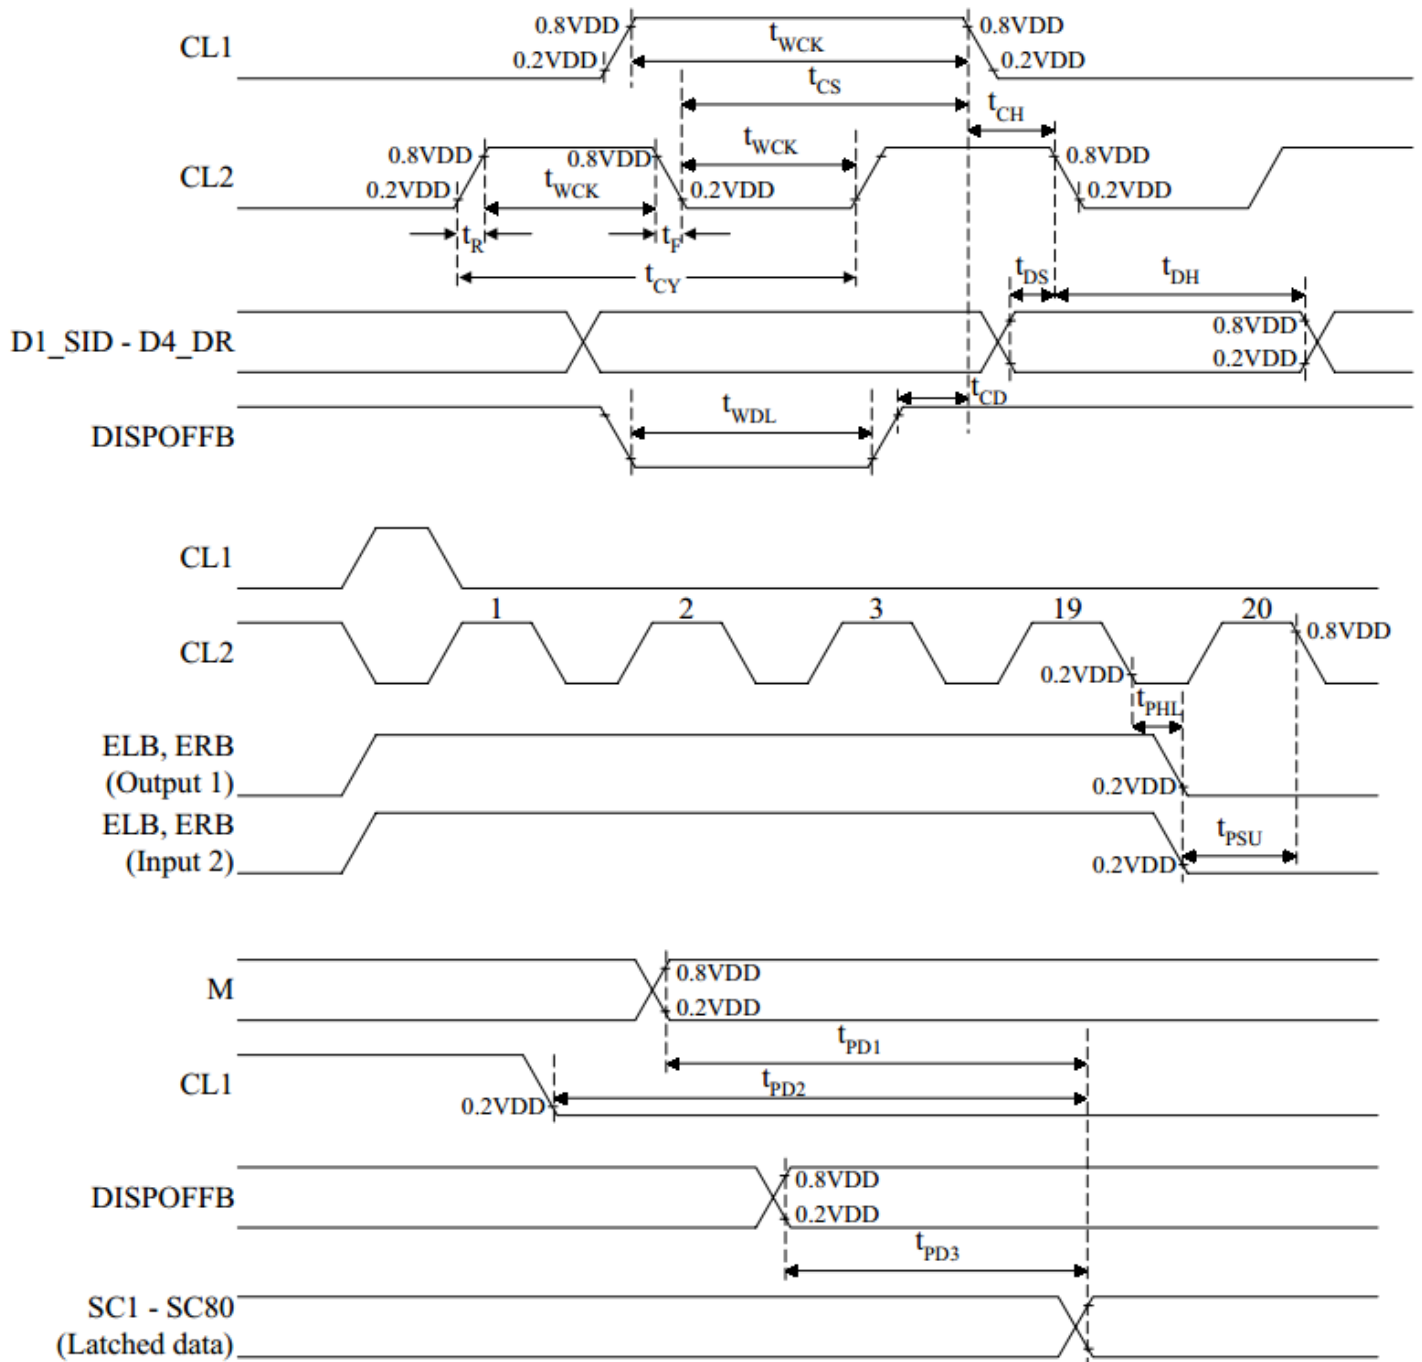 CL1 0.8VDD 0.2VDD tWCK 0.8VDD 0.2VDD
tCS
tCH
CL2 0.8VDD 0.2VDD 0.8VDD tWCK 0.2VDD tWCK 0.8VDD 0.2VDD
tR tF
tCY
tDS tDH
D1_SID - D4_DR 0.8VDD 0.2VDD
tCD
DISPOFFB tWDL
CL1
1 2 3 19 20
CL2 0.2VDD 0.8VDD
tPHL
ELB, ERB
(Output 1) 0.2VDD
ELB, ERB
(Input 2) 0.2VDD tPSU
M 0.8VDD 0.2VDD
tPD1
CL1 0.2VDD tPD2
DISPOFFB 0.8VDD 0.2VDD
tPD3
SC1 - SC80
(Latched data)